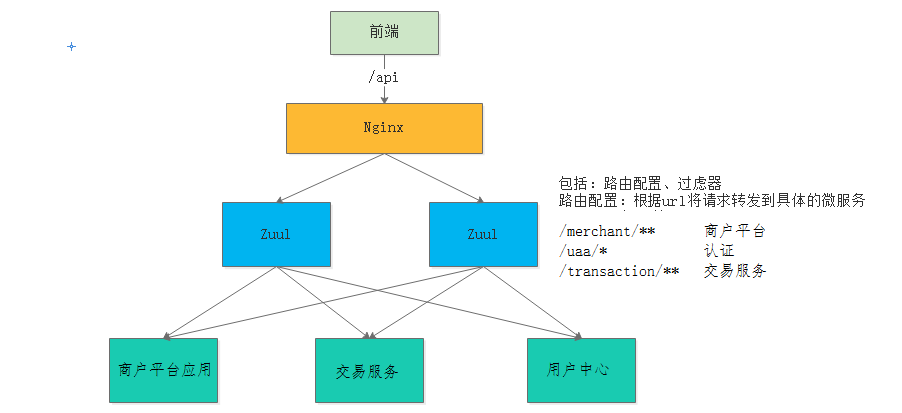 前端
/api
Nginx
包括：路由配置、过虑器
路由配置：根据url将请求转发到具体的微服务
/merchant/** 商户平台
/uaa/* 认证
/transaction/** 交易服务
Zuul
Zuul
商户平台应用
交易服务
用户中心